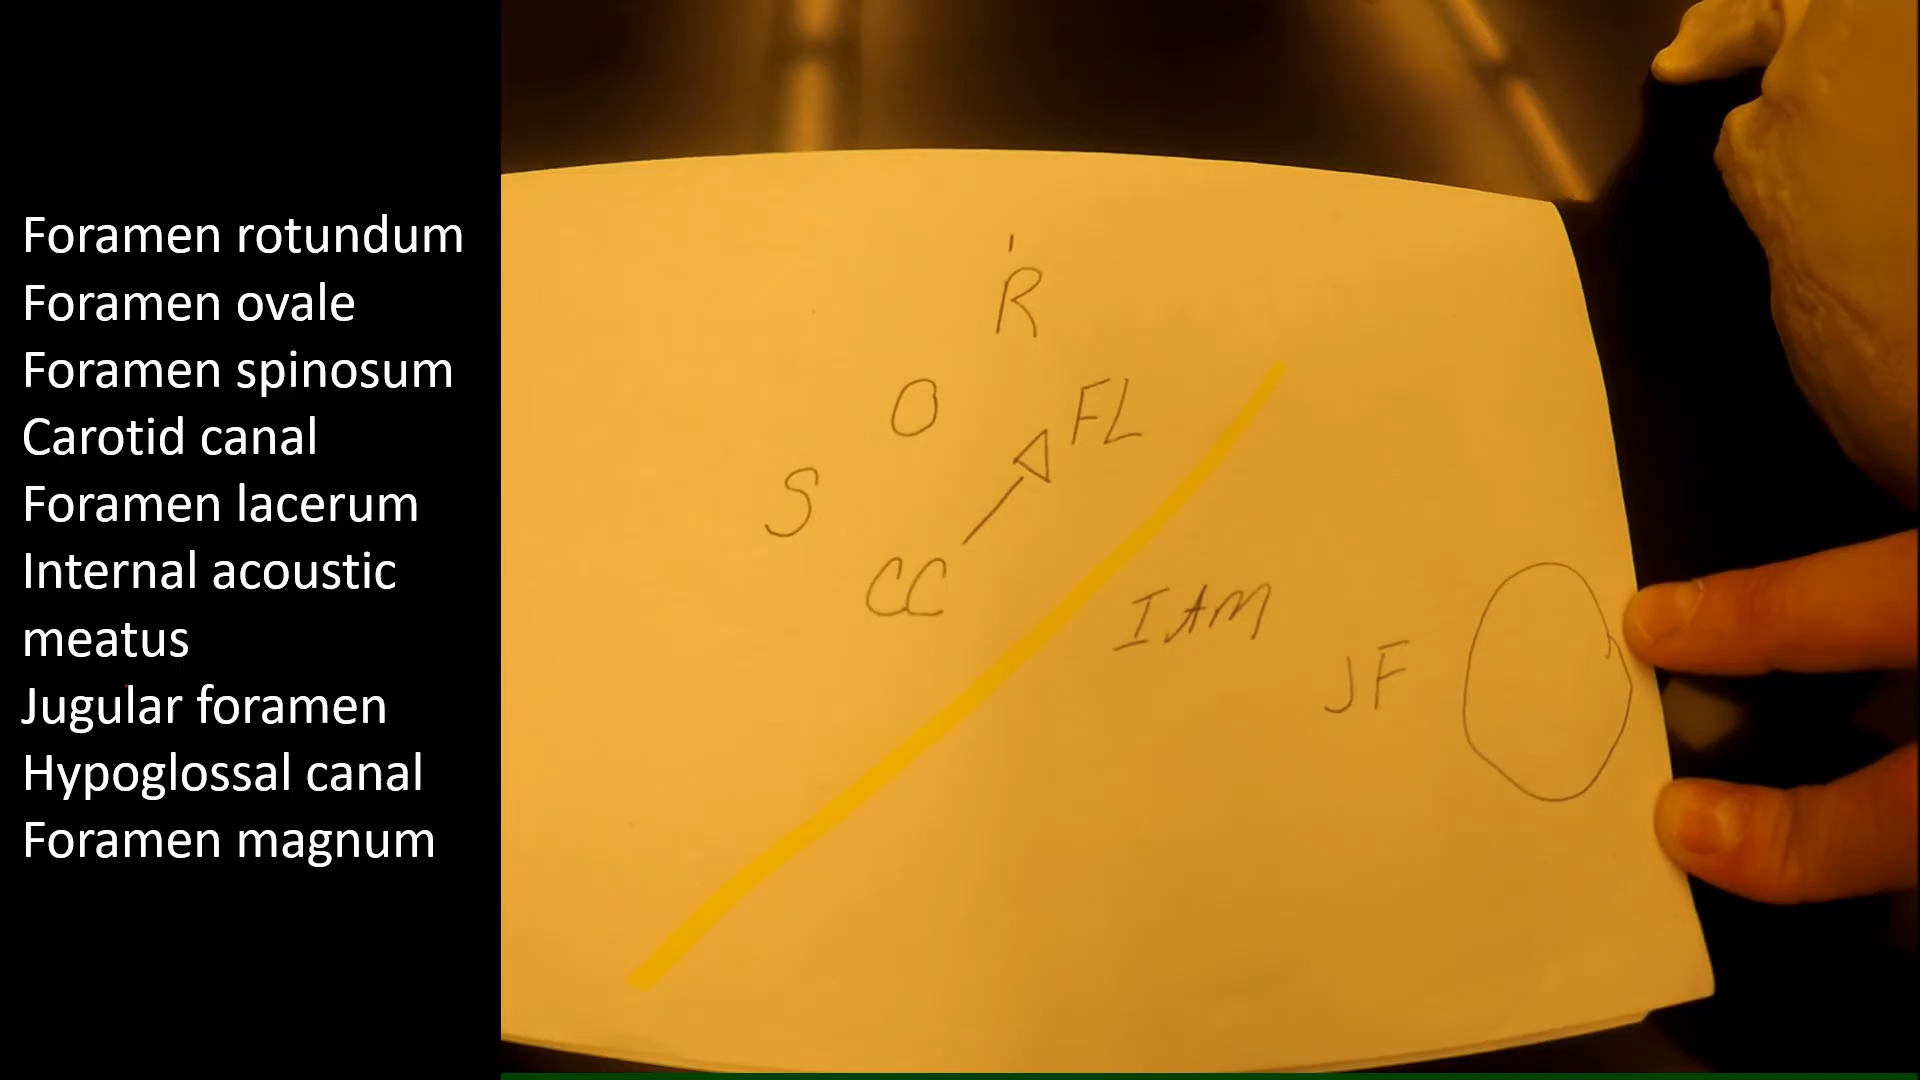 Foramen rotundum
Foramen ovale
Foramen spinosum
Carotid canal
Foramen lacerum
Internal acoustic
meatus
Jugular foramen
Hypoglossal canal
Foramen magnum
R
O
FL
S
CC
IAM
JF